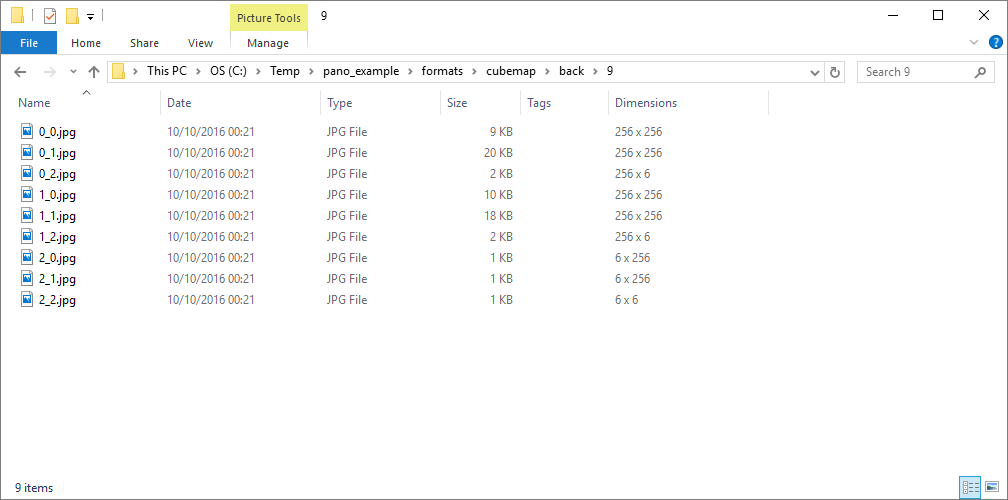 Picture Tools 9
File Home Share View Manage
This PC OS (C:) Temp pano_example formats cubemap back 9 Search 9
Name Date Type Size Tags Dimensions
0_0.jpg 10/10/2016 00:21 JPG File 9 KB 256 x 256
0_1.jpg 10/10/2016 00:21 JPG File 20 KB 256 x 256
0_2.jpg 10/10/2016 00:21 JPG File 2 KB 256 x 6
1_0.jpg 10/10/2016 00:21 JPG File 10 KB 256 x 256
1_1.jpg 10/10/2016 00:21 JPG File 18 KB 256 x 256
1_2.jpg 10/10/2016 00:21 JPG File 2 KB 256 x 6
2_0.jpg 10/10/2016 00:21 JPG File 1 KB 6 x 256
2_1.jpg 10/10/2016 00:21 JPG File 1 KB 6 x 256
2_2.jpg 10/10/2016 00:21 JPG File 1 KB 6 x 6
9 items